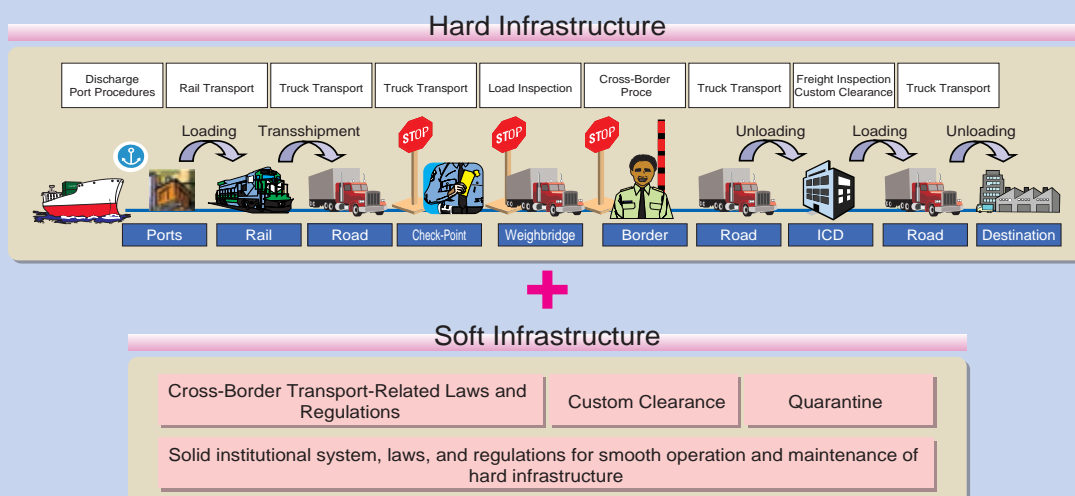 Hard Infrastructure
Discharge
Port Procedures
Rail Transport
Truck Transport
Truck Transport
Load Inspection
Cross-Border
Proce
Truck Transport
Freight Inspection
Custom Clearance
Truck Transport
Loading
Transshipment
STOP
STOP
STOP
Unloading
Loading
Unloading
Ports
Rail
Road
Check-Point
Weighbridge
Border
Road
ICD
Road
Destination
+
Soft Infrastructure
Cross-Border Transport-Related Laws and
Regulations
Custom Clearance
Quarantine
Solid institutional system, laws, and regulations for smooth operation and maintenance of
hard infrastructure